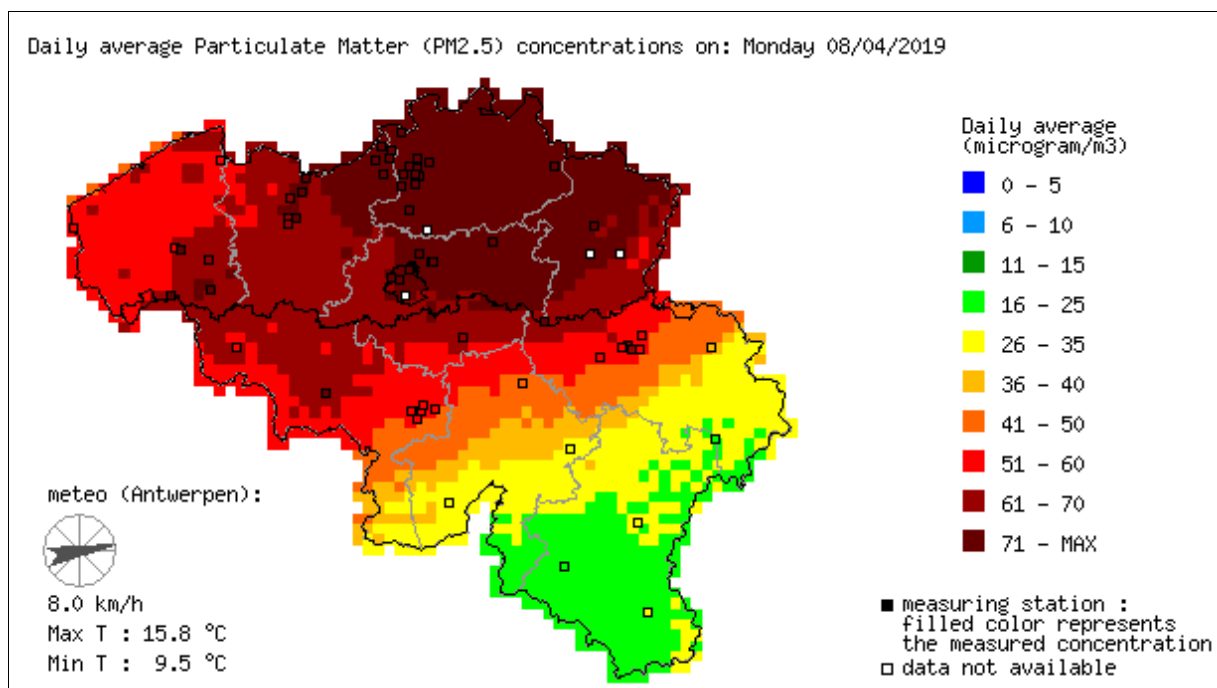 Daily average Particulate Matter (PM2.5) concentrations on: Monday 08/04/2019
Daily average
(microgram/m3)
0 - 5
6 - 10
11 - 15
16 - 25
26 - 35
36 - 40
41 - 50
51 - 60
61 - 70
71 - MAX
meteo (Antwerpen):
8.0 km/h
Max T : 15.8 °C
Min T : 9.5 °C
measuring station :
filled color represents
the measured concentration
data not available